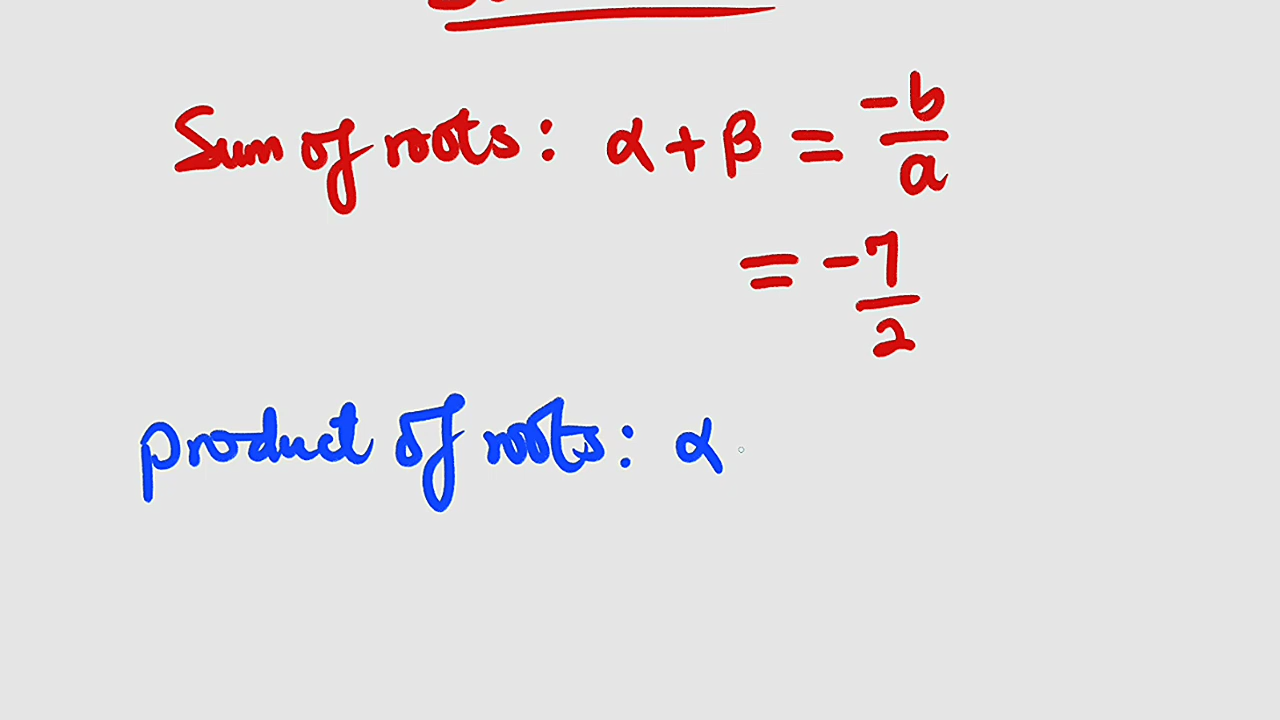 Sum of roots: α + β = -b/a
= -7/2
product of roots: α